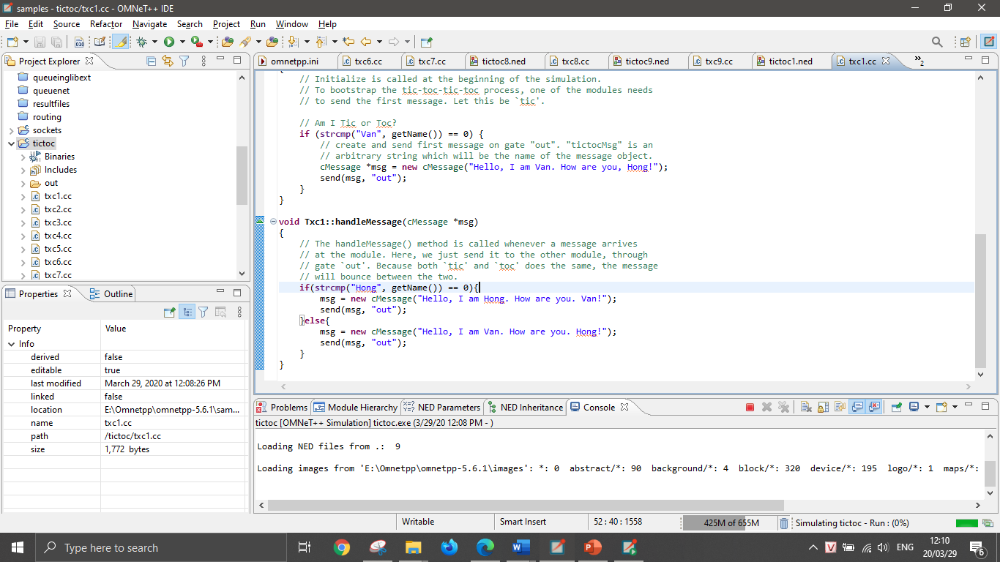 samples - tictoc/txc1.cc - OMNeT++ IDE
File Edit Source Refactor Navigate Search Project Run Window Help
Project Explorer
queueinglibext
queuenet
resultfiles
routing
sockets
tictoc
Binaries
Includes
out
txc1.cc
txc2.cc
txc3.cc
txc4.cc
txc5.cc
txc6.cc
txc7.cc
omnetpp.ini txc6.cc txc7.cc tictoc8.ned txc8.cc tictoc9.ned txc9.cc tictoc1.ned txc1.cc »2
{
// Initialize is called at the beginning of the simulation.
// To bootstrap the tic-toc-tic-toc process, one of the modules needs
// to send the first message. Let this be `tic'.
// Am I Tic or Toc?
if (strcmp("Van", getName()) == 0) {
// create and send first message on gate "out". "tictocMsg" is an
// arbitrary string which will be the name of the message object.
cMessage *msg = new cMessage("Hello, I am Van. How are you, Hong!");
send(msg, "out");
}
}
void Txc1::handleMessage(cMessage *msg)
{
// The handleMessage() method is called whenever a message arrives
// at the module. Here, we just send it to the other module, through
// gate `out'. Because both `tic' and `toc' does the same, the message
// will bounce between the two.
if(strcmp("Hong", getName()) == 0){
msg = new cMessage("Hello, I am Hong. How are you. Van!");
send(msg, "out");
}else{
msg = new cMessage("Hello, I am Van. How are you. Hong!");
send(msg, "out");
}
}
Properties Outline
Property Value
Info
derived false
editable true
last modified March 29, 2020 at 12:08:26 PM
linked false
location E:\Omnetpp\omnetpp-5.6.1\sam...
name txc1.cc
path /tictoc/txc1.cc
size 1,772 bytes
Problems Module Hierarchy NED Parameters NED Inheritance Console
tictoc [OMNeT++ Simulation] tictoc.exe (3/29/20 12:08 PM - )
Loading NED files from .: 9
Loading images from 'E:\Omnetpp\omnetpp-5.6.1\images': *: 0 abstract/*: 90 background/*: 4 block/*: 320 device/*: 195 logo/*: 1 maps/*:
Writable Smart Insert 52 : 40 : 1558 425M of 655M Simulating tictoc - Run : (0%)
Type here to search
ENG
12:10
20/03/29
6